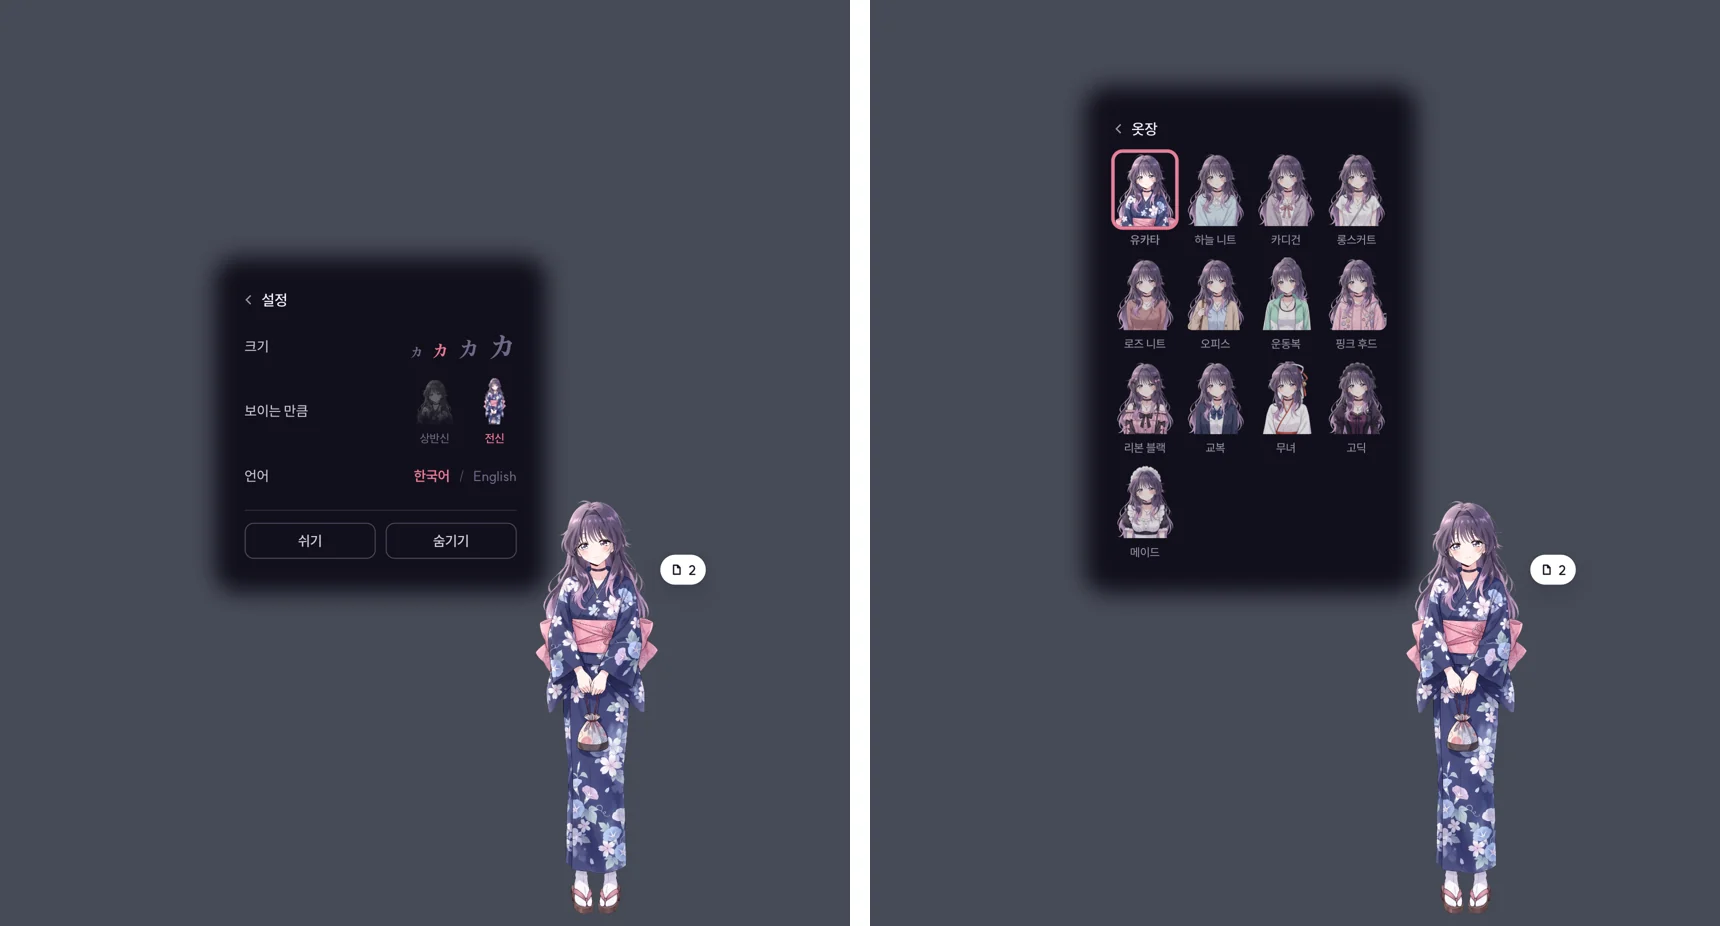 설정
크기
カ カ カ カ
보이는 만큼
상반신 전신
언어
한국어 / English
쉬기 숨기기
2
옷장
유카타 하늘 니트 카디건 롱스커트
로즈 니트 오피스 운동복 핑크 후드
리본 블랙 교복 무녀 고딕
메이드
2